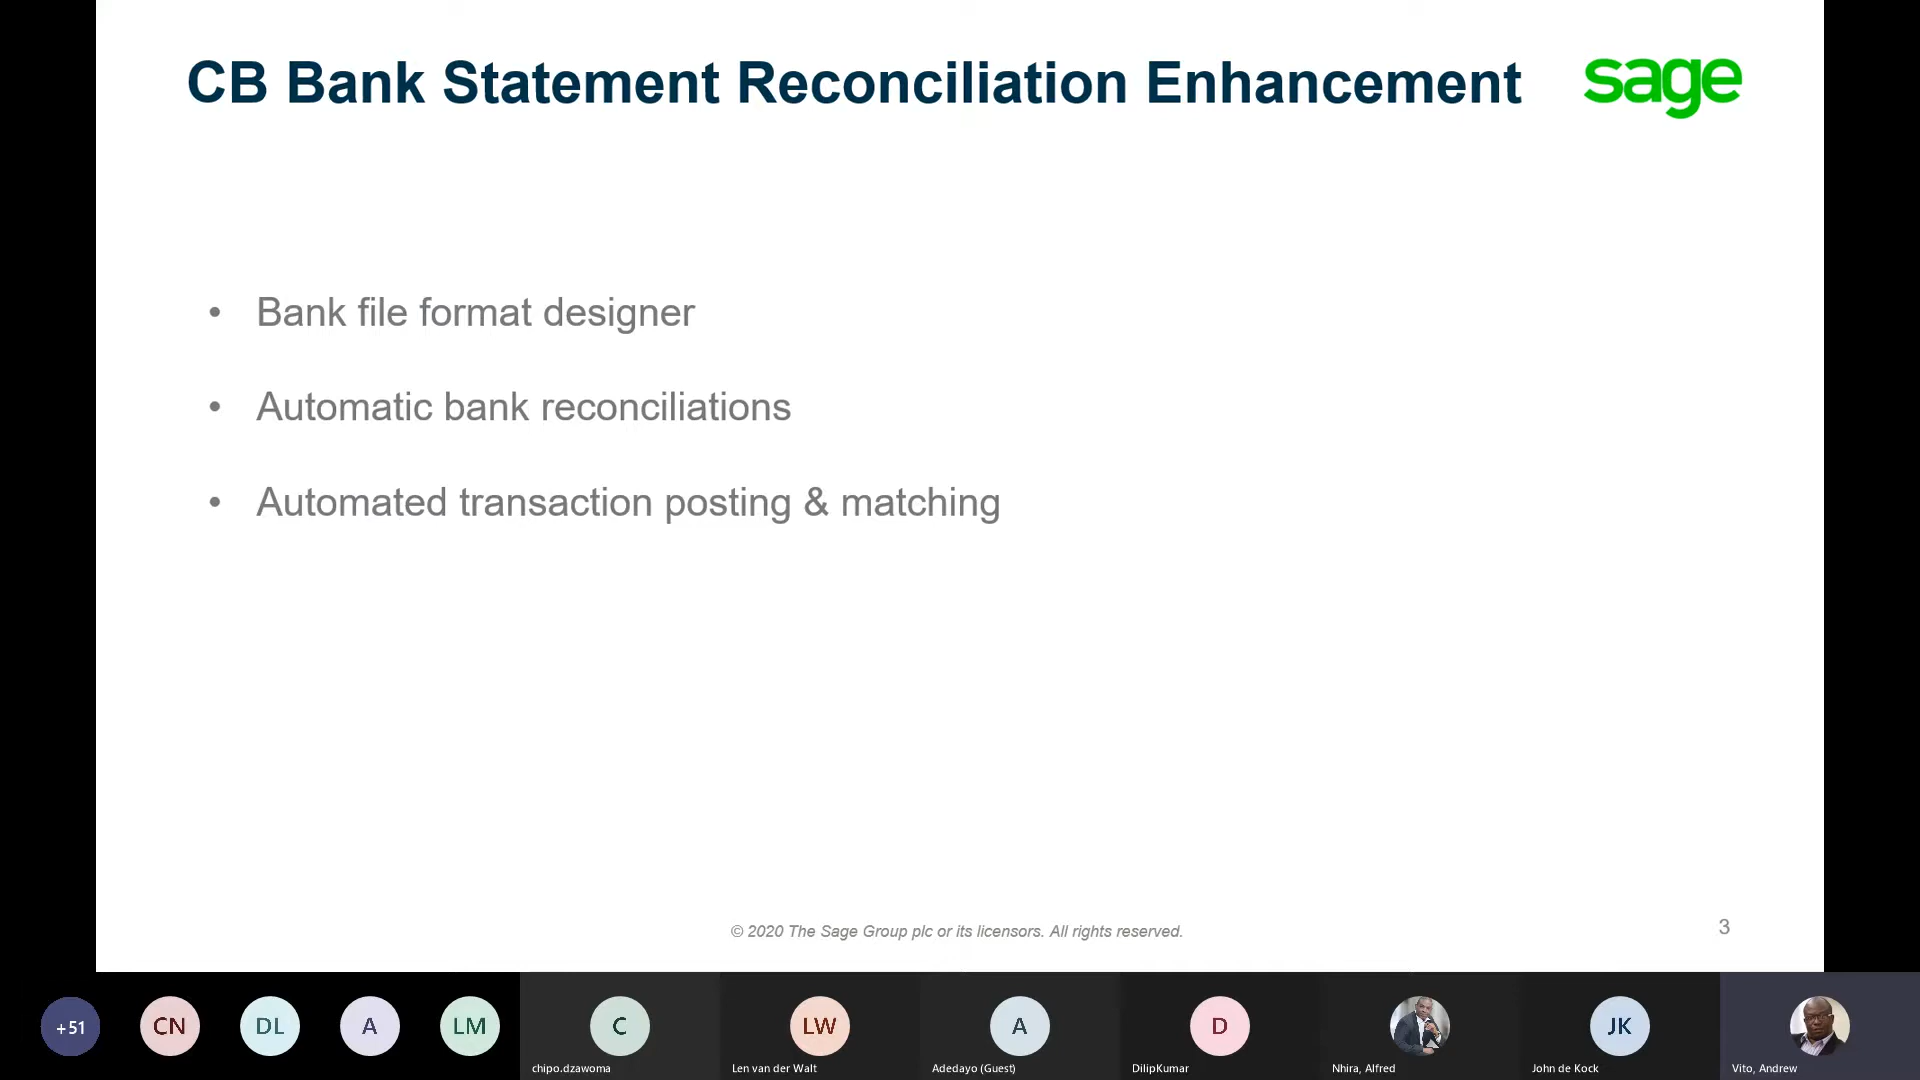 CB Bank Statement Reconciliation Enhancement
sage
• Bank file format designer
• Automatic bank reconciliations
• Automated transaction posting & matching
© 2020 The Sage Group plc or its licensors. All rights reserved.
3
+51
CN
DL
A
LM
C
LW
A
D
JK
chipo.dzawoma
Len van der Walt
Adedayo (Guest)
DilipKumar
Nhira, Alfred
John de Kock
Vito, Andrew